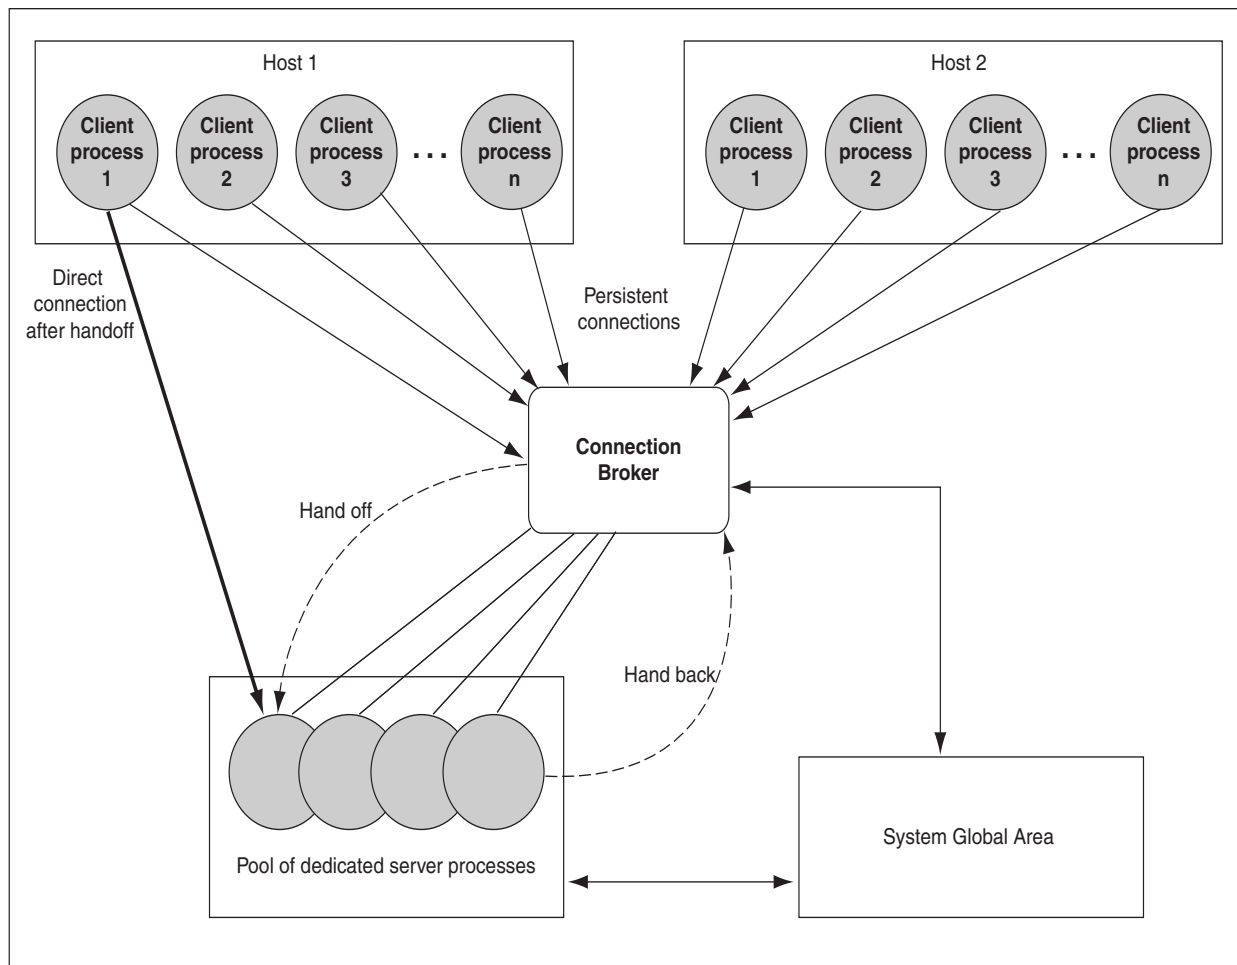 Host 1
Client
process
1
Client
process
2
Client
process
3
...
Client
process
n
Host 2
Client
process
1
Client
process
2
Client
process
3
...
Client
process
n
Direct
connection
after handoff
Persistent
connections
Connection
Broker
Hand off
Hand back
Pool of dedicated server processes
System Global Area